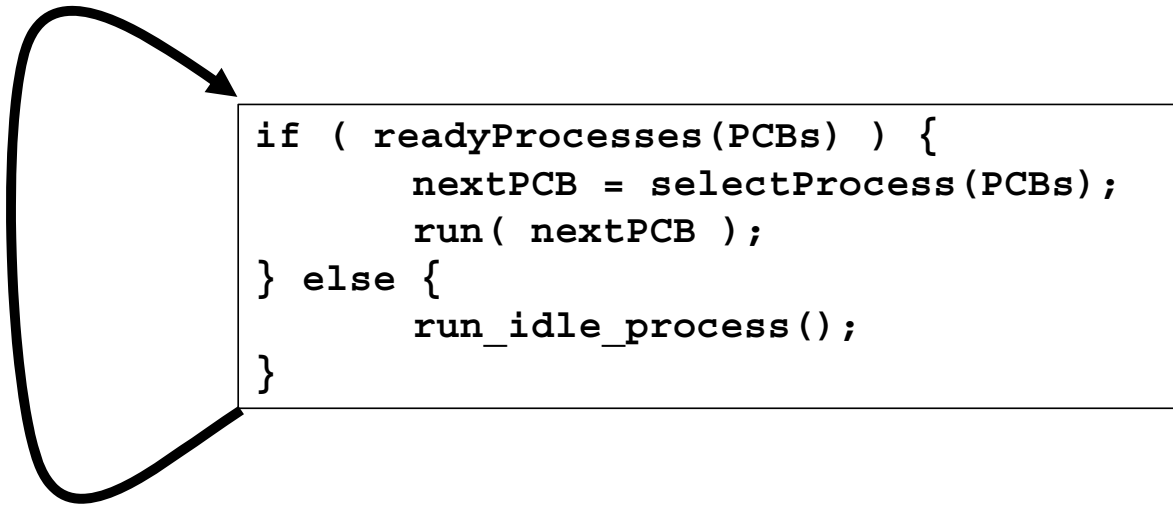 if ( readyProcesses(PCBs) ) {
nextPCB = selectProcess(PCBs);
run( nextPCB );
} else {
run_idle_process();
}